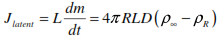 J_latent = L dm/dt = 4πRLD(ρ_∞ − ρ_R)